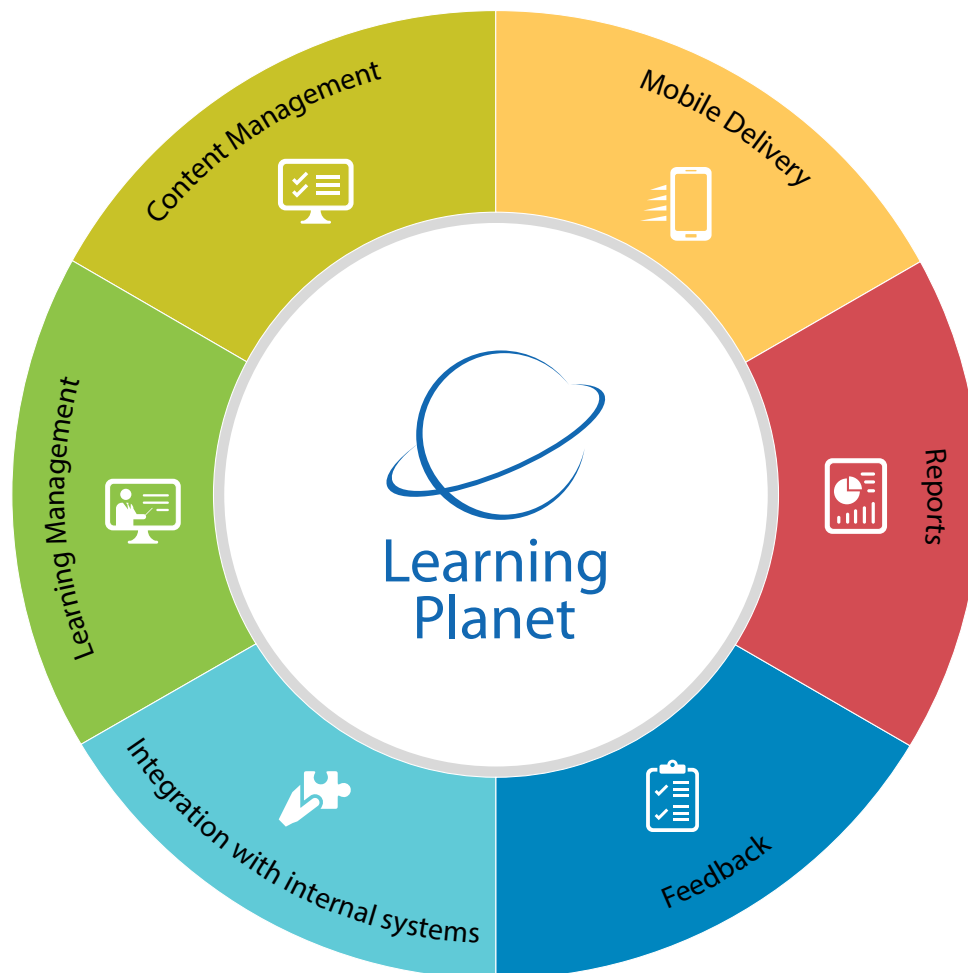 Content Management
Mobile Delivery
Reports
Feedback
Integration with internal systems
Learning Management
Learning
Planet